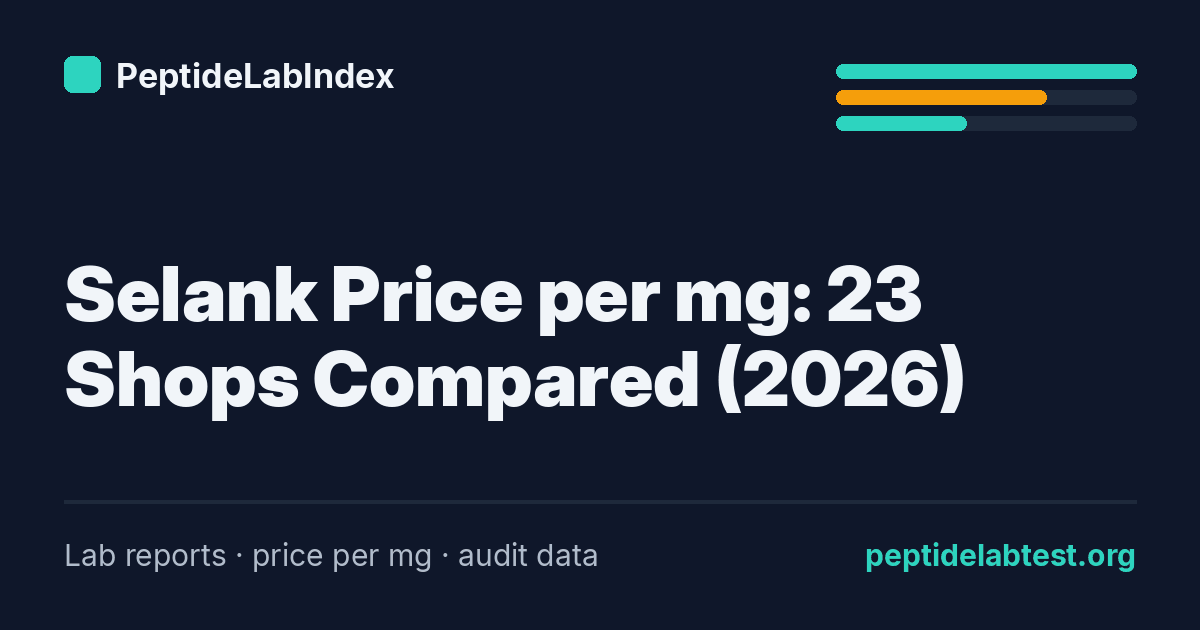 PeptideLabIndex
Selank Price per mg: 23
Shops Compared (2026)
Lab reports · price per mg · audit data
peptidelabtest.org